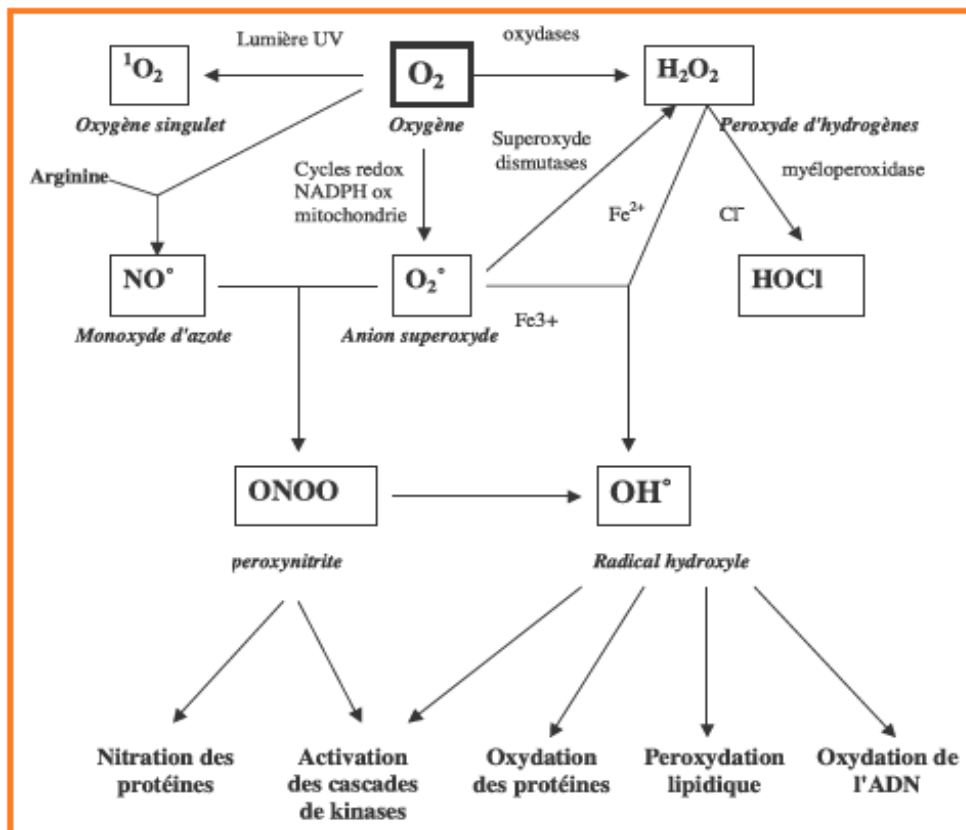 Lumière UV
oxydases
¹O₂
O₂
H₂O₂
Oxygène singulet
Oxygène
Peroxyde d'hydrogènes
Arginine
Cycles redox
NADPH ox
mitochondrie
Superoxyde
dismutases
myéloperoxidase
Fe²⁺
Cl⁻
NO°
O₂°
HOCl
Monoxyde d'azote
Anion superoxyde
Fe3+
ONOO
OH°
peroxynitrite
Radical hydroxyle
Nitration des
protéines
Activation
des cascades
de kinases
Oxydation
des protéines
Peroxydation
lipidique
Oxydation de
l'ADN